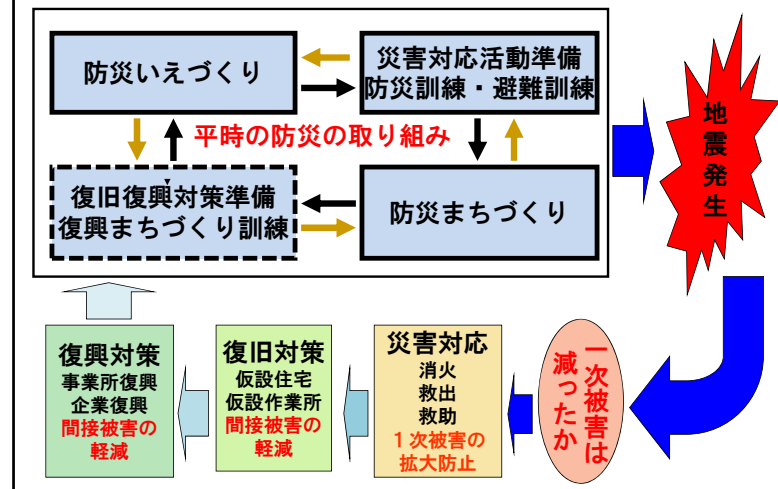 防災いえづくり
災害対応活動準備
防災訓練・避難訓練
平時の防災の取り組み
復旧復興対策準備
復興まちづくり訓練
防災まちづくり
地震発生
一次被害は
減ったか
災害対応
消火
救出
救助
１次被害の
拡大防止
復旧対策
仮設住宅
仮設作業所
間接被害の
軽減
復興対策
事業所復興
企業復興
間接被害の
軽減